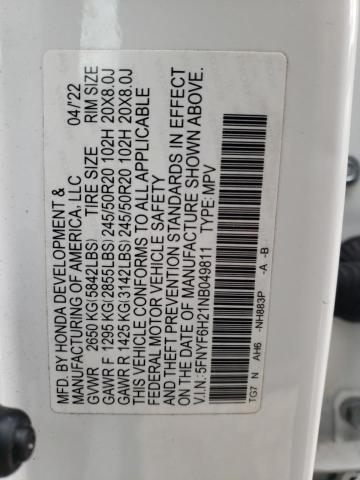 MFD. BY HONDA DEVELOPMENT &
MANUFACTURING OF AMERICA, LLC 04/'22
TIRE SIZE RIM SIZE
GVWR 2650 KG(5842LBS)
GAWR F 1295 KG(2855LBS)245/50R20 102H 20X8.0J
GAWR R 1425 KG(3142LBS)245/50R20 102H 20X8.0J
THIS VEHICLE CONFORMS TO ALL APPLICABLE
FEDERAL MOTOR VEHICLE SAFETY
AND THEFT PREVENTION STANDARDS IN EFFECT
ON THE DATE OF MANUFACTURE SHOWN ABOVE.
V.I.N.:5FNYF6H21NB049811 TYPE:MPV
TG7 N AH6 -NH883P -A -B